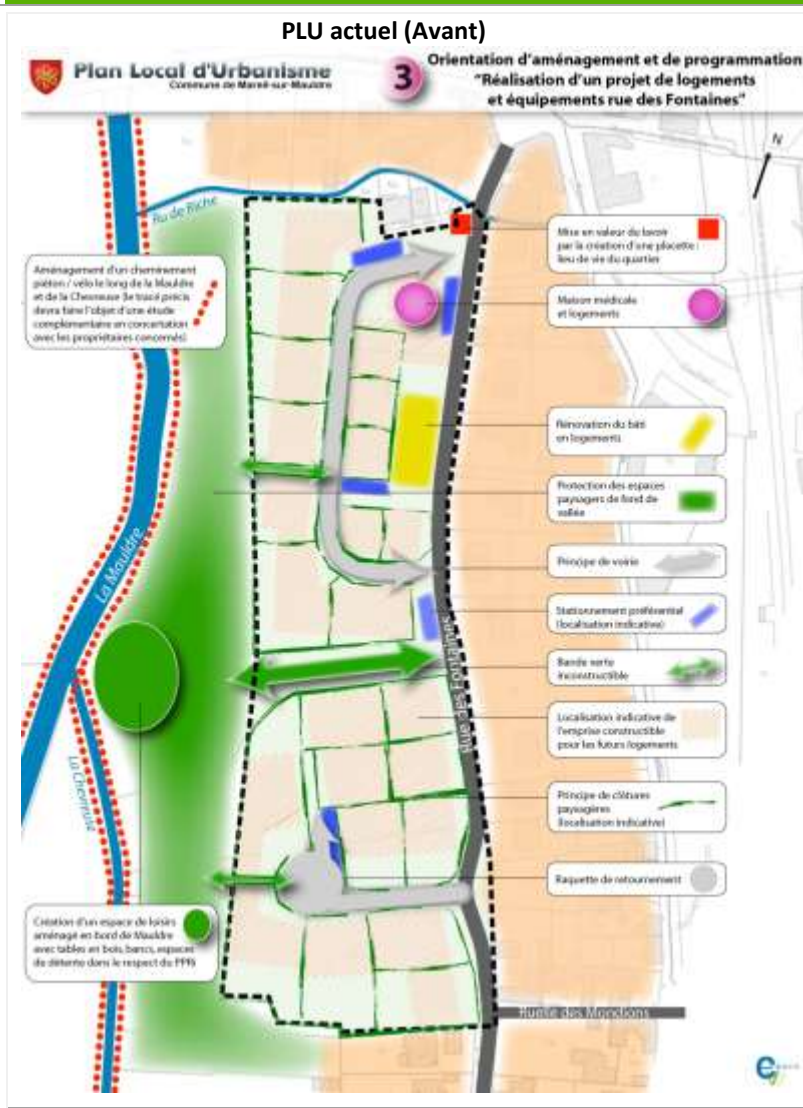 PLU actuel (Avant)
Plan Local d'Urbanisme
Commune de Mareil-sur-Mauldre
3
Orientation d'aménagement et de programmation
"Réalisation d'un projet de logements
et équipements rue des Fontaines"
N
Ru de Riche
Aménagement d'un cheminement
piéton / vélo le long de la Mauldre
et de la Chevreuse (le tracé précis
devra faire l'objet d'une étude
complémentaire en concertation
avec les propriétaires concernés)
Mise en valeur du lavoir
par la création d'une placette :
lieu de vie du quartier
Maison médicale
et logements
Rénovation du bâti
en logements
Protection des espaces
paysagers de fond de
vallée
Principe de voirie
Stationnement préférentiel
(localisation indicative)
Bande verte
inconstructible
Localisation indicative de
l'emprise constructible
pour les futurs logements
Principe de clôtures
paysagères
(localisation indicative)
Raquette de retournement
La Mauldre
Rue des Fontaines
La Chevreuse
Création d'un espace de loisirs
aménagé en bord de Mauldre
avec tables en bois, bancs, espaces
de détente dans le respect du PPRI
Ruelle des Mondions